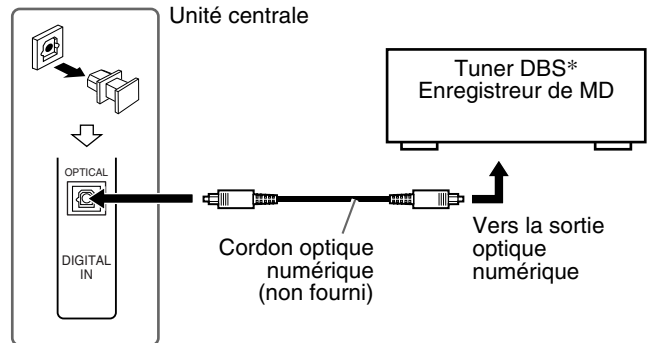 Unité centrale
OPTICAL
DIGITAL
IN
Cordon optique
numérique
(non fourni)
Tuner DBS*
Enregistreur de MD
Vers la sortie
optique
numérique